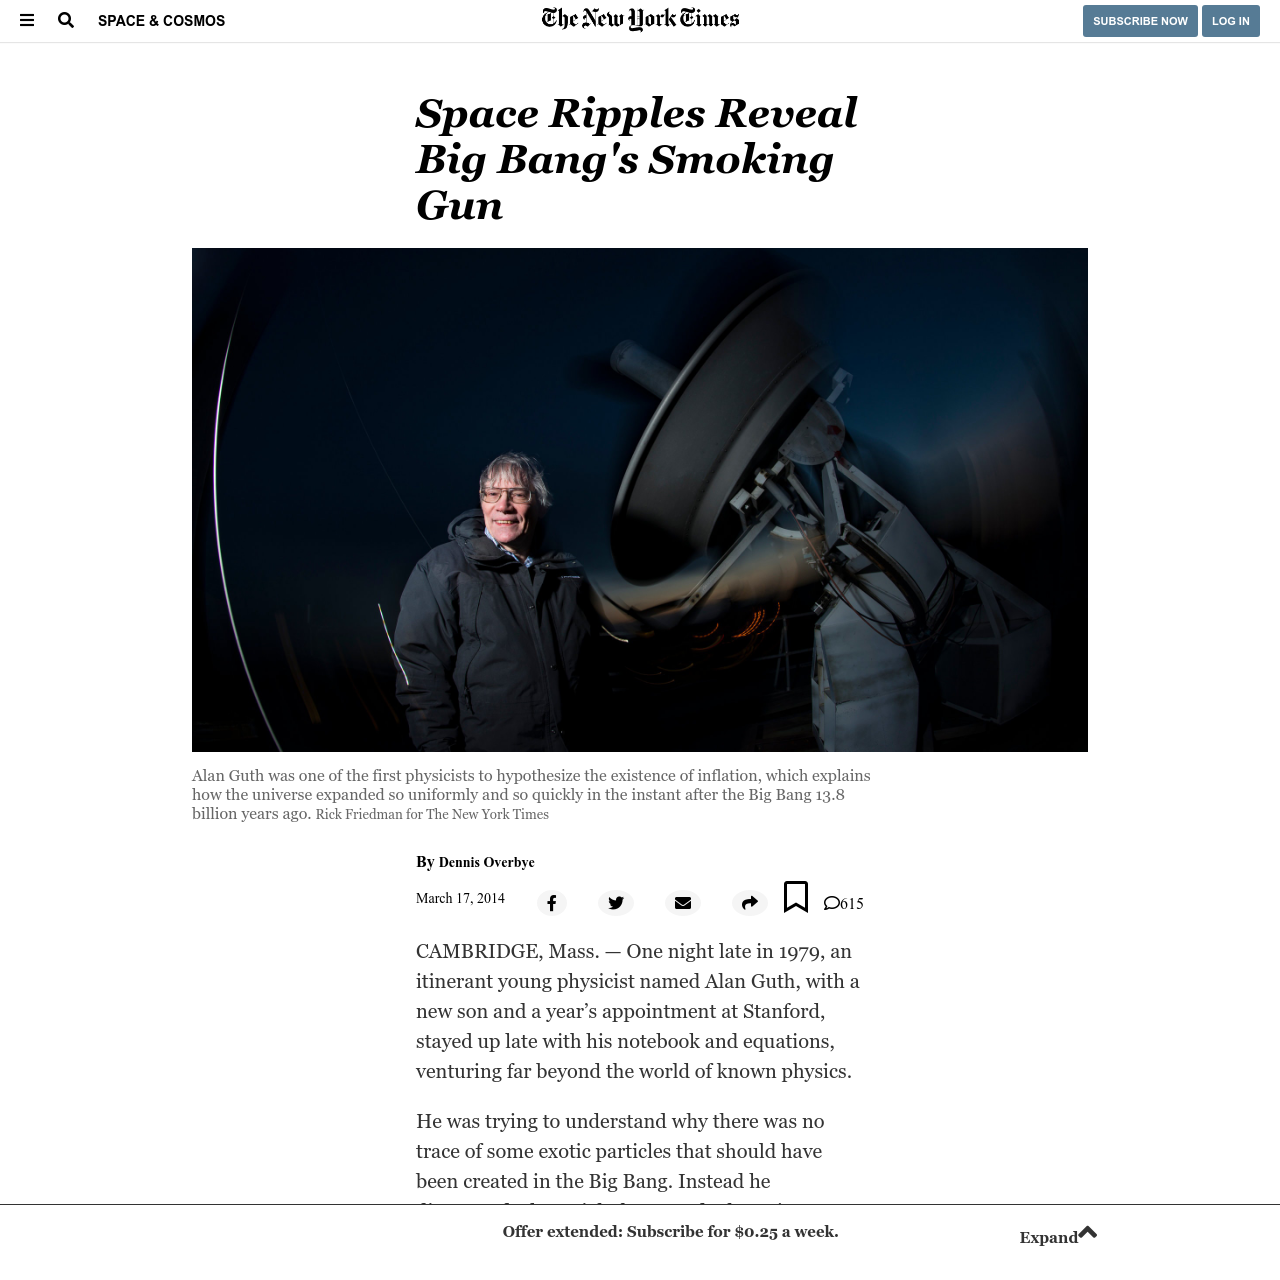 SPACE & COSMOS
The New York Times
SUBSCRIBE NOW
LOG IN
Space Ripples Reveal
Big Bang's Smoking
Gun
Alan Guth was one of the first physicists to hypothesize the existence of inflation, which explains
how the universe expanded so uniformly and so quickly in the instant after the Big Bang 13.8
billion years ago. Rick Friedman for The New York Times
By Dennis Overbye
March 17, 2014
615
CAMBRIDGE, Mass. — One night late in 1979, an
itinerant young physicist named Alan Guth, with a
new son and a year’s appointment at Stanford,
stayed up late with his notebook and equations,
venturing far beyond the world of known physics.
He was trying to understand why there was no
trace of some exotic particles that should have
been created in the Big Bang. Instead he
Offer extended: Subscribe for $0.25 a week.
Expand